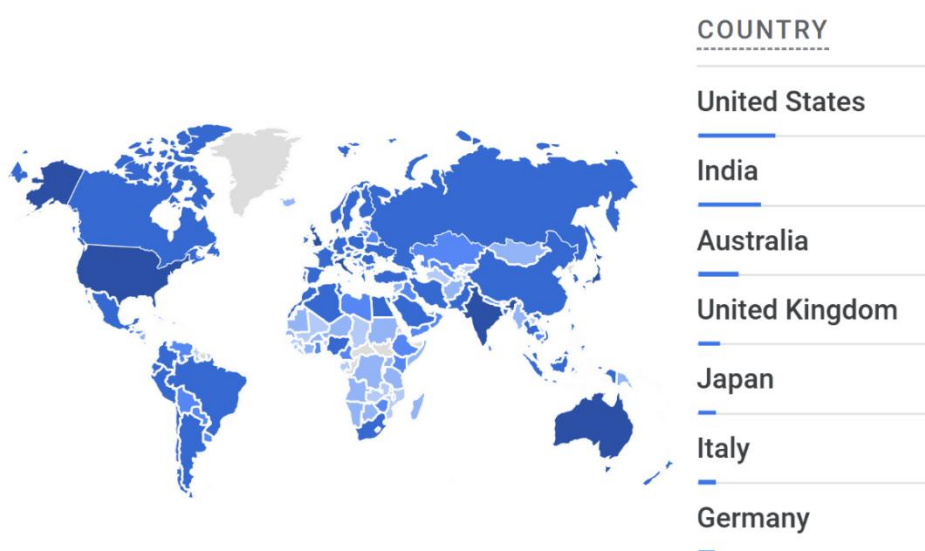 COUNTRY
United States
India
Australia
United Kingdom
Japan
Italy
Germany